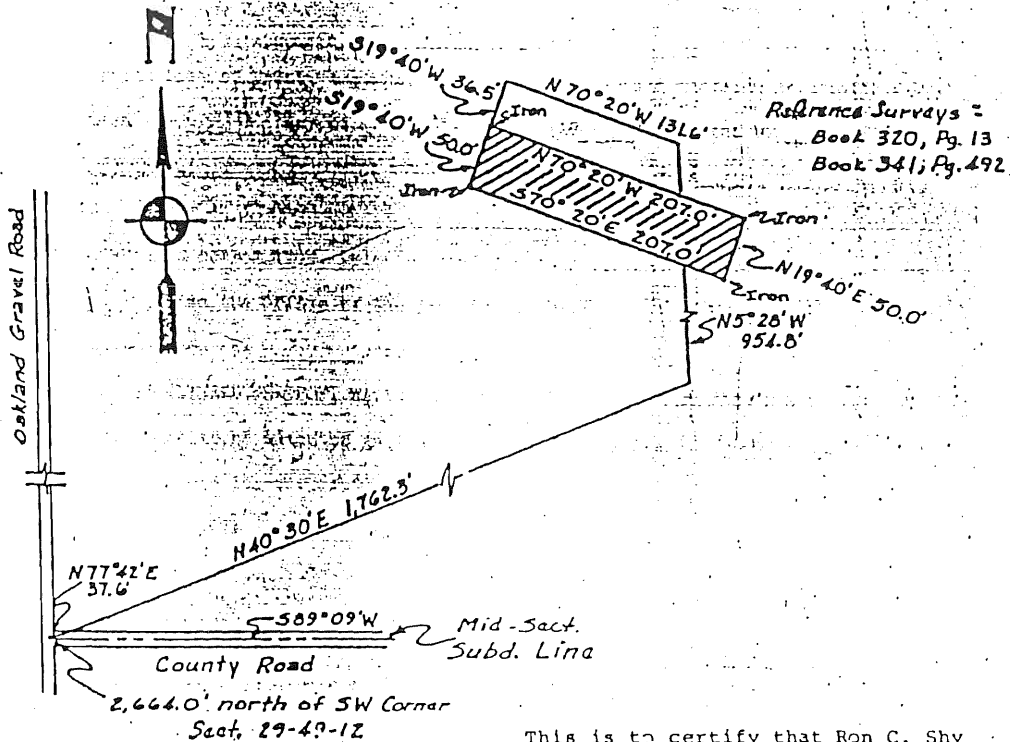 S19°40'W 36.5'
N 70°20'W 131.6'
Reference Surveys =
Book 320, Pg. 13
Book 341, Pg. 492
Iron
S19°40'W 50.0'
N70°20'W 207.0'
S70°20'E 207.0'
Iron
Iron
N19°40'E 50.0'
Iron
N5°28'W
954.8'
Oakland Gravel Road
N40°30'E 1,762.3'
N77°42'E
37.6'
S89°09'W
Mid-Sect.
Subd. Line
County Road
2,664.0' north of SW Corner
Sect. 29-49-12
This is to certify that Ron C. Shy